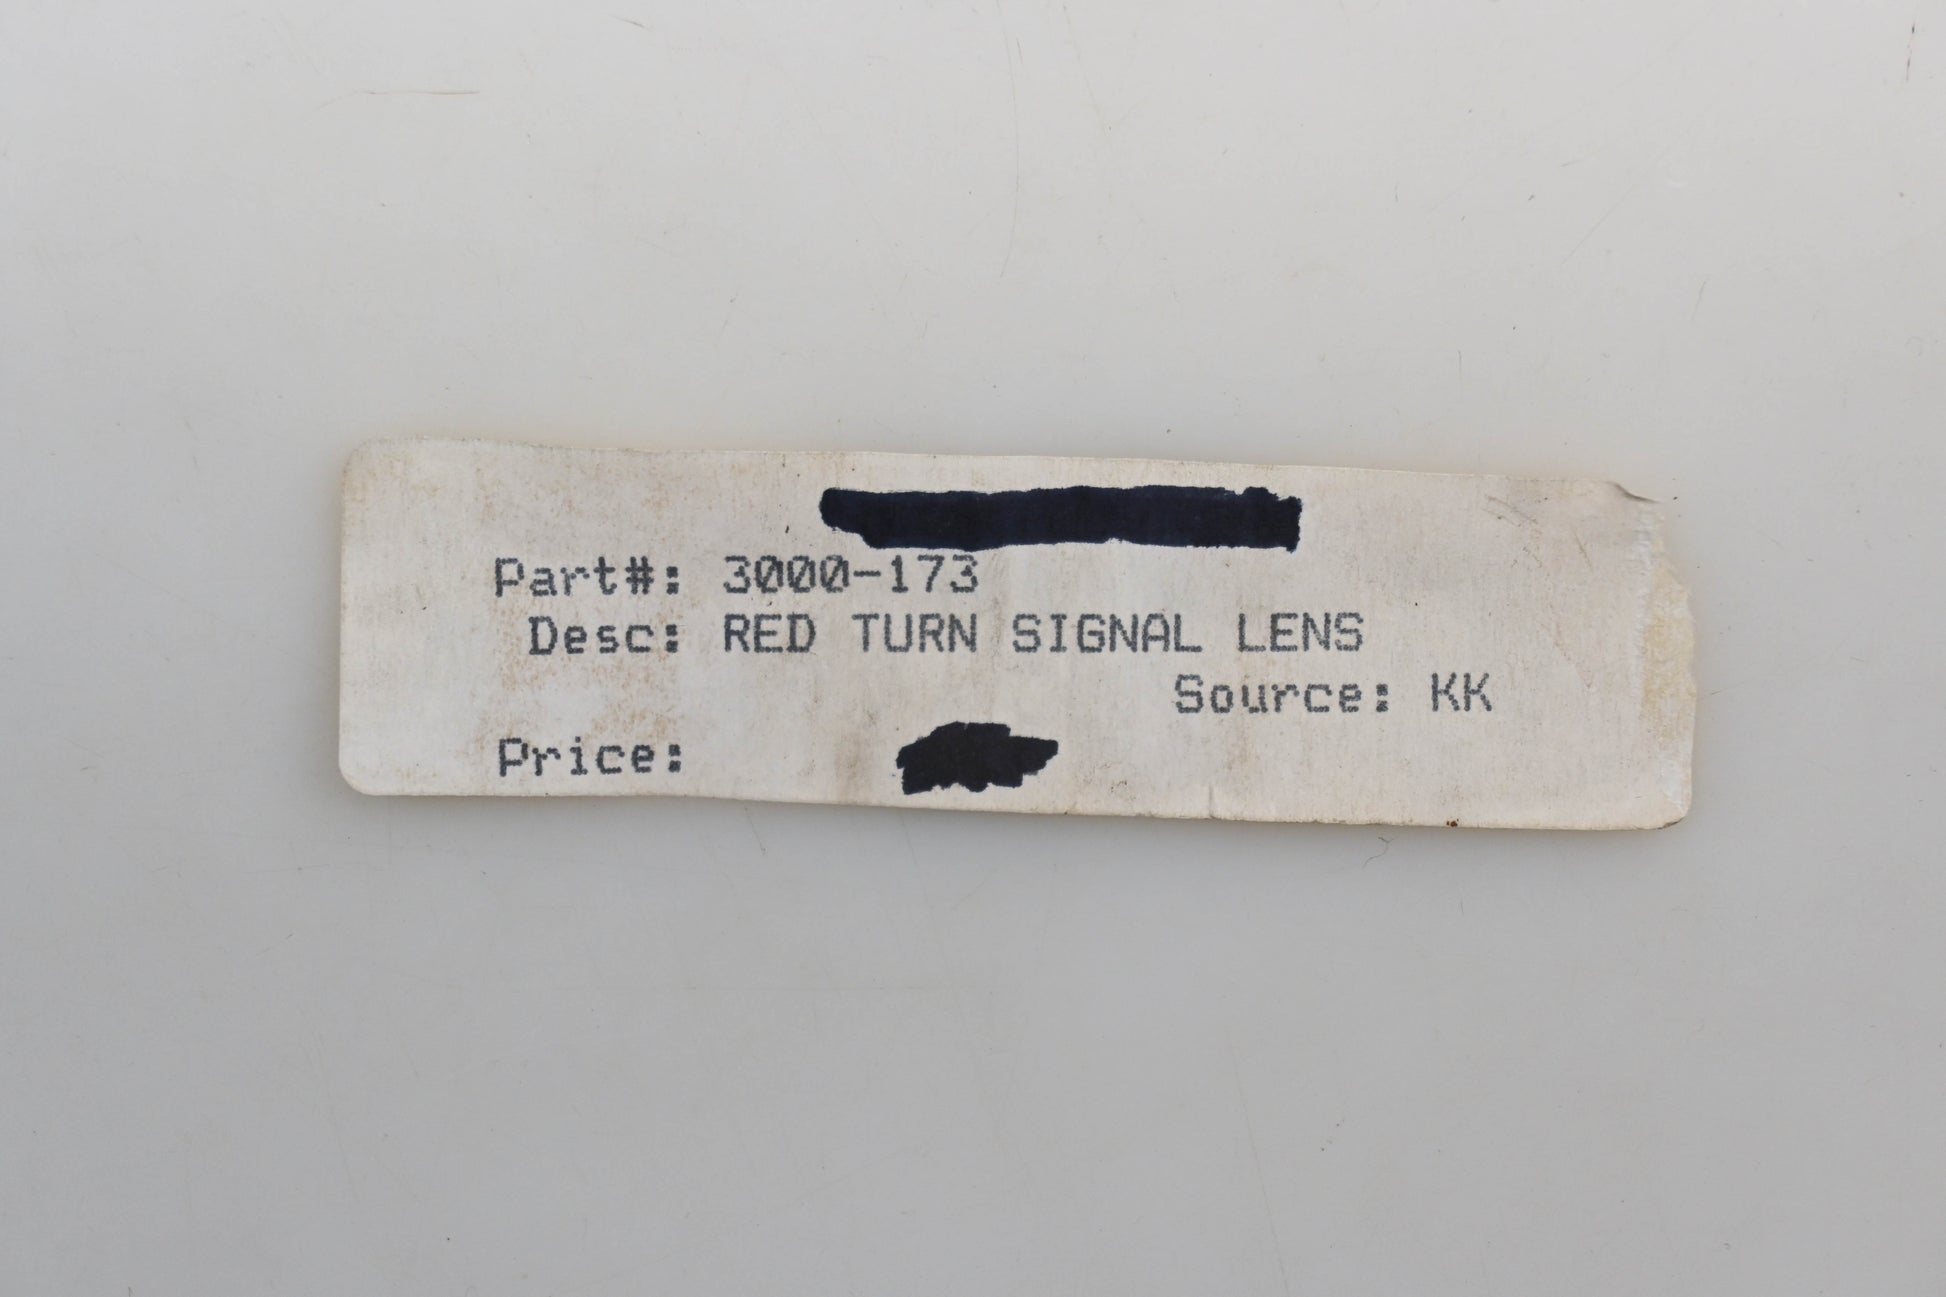 Part#: 3000-173
Desc: RED TURN SIGNAL LENS
Source: KK
Price: